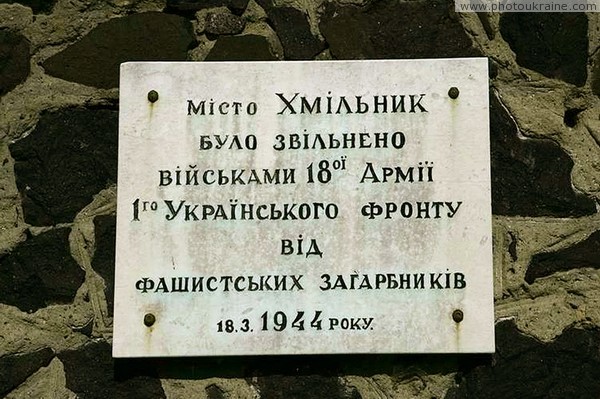 © www.photoukraine.com
Місто Хмільник
було звільнено
військами 18ої Армії
1го Українського фронту
від
фашистських загарбників
18.3.1944 року.